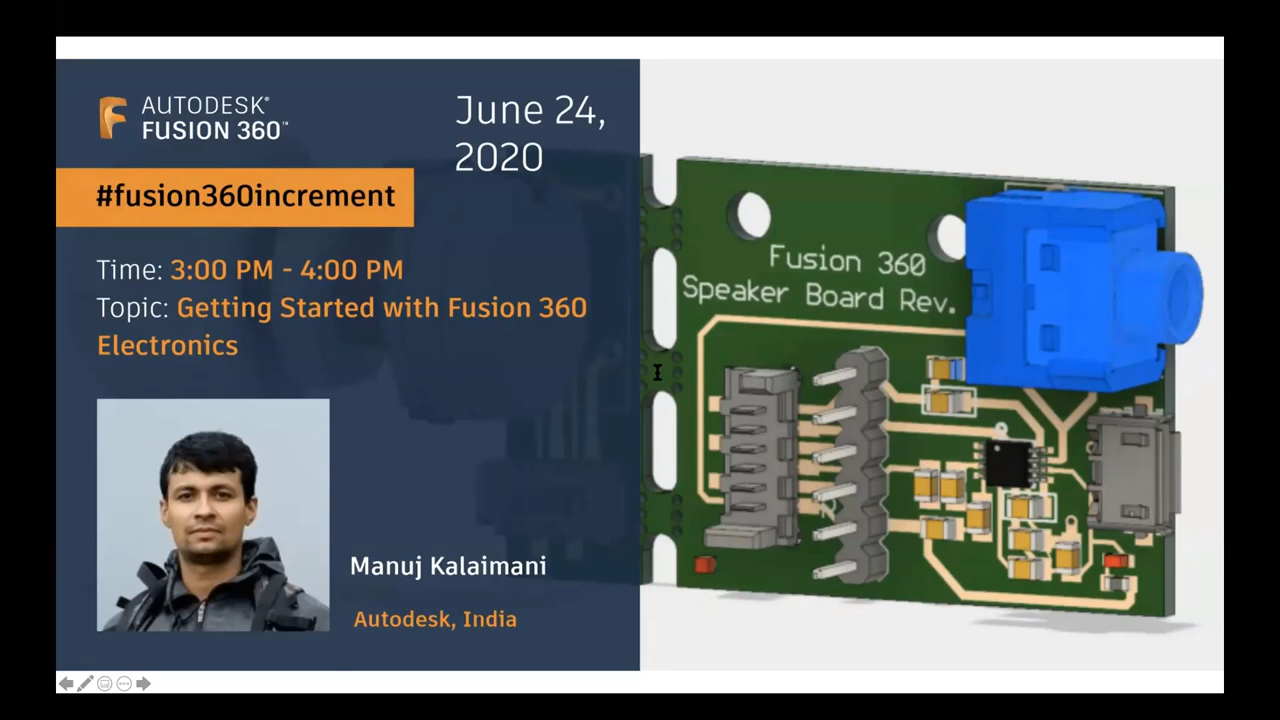 AUTODESK®
FUSION 360™
June 24,
2020
#fusion360increment
Time: 3:00 PM - 4:00 PM
Topic: Getting Started with Fusion 360
Electronics
Manuj Kalaimani
Autodesk, India
Fusion 360
Speaker Board Rev.